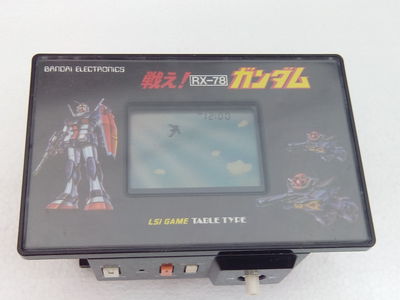 BANDAI ELECTRONICS
戦え! RX-78 ガンダム
12:00
LSI GAME TABLE TYPE